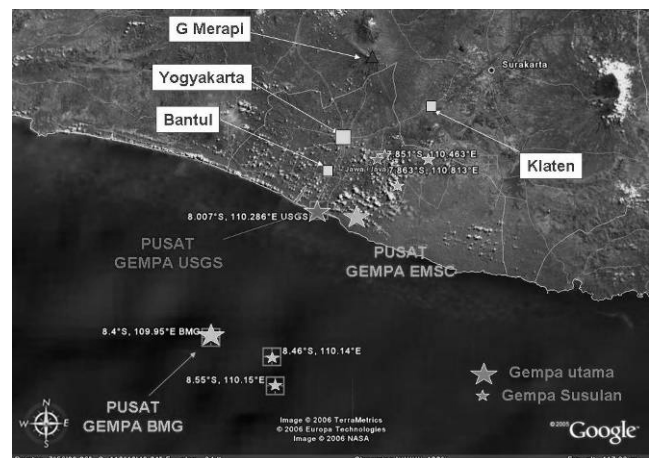 G Merapi
Surakarta
Yogyakarta
Bantul
7.851°S, 110.463°E
7.863°S, 110.813°E
Klaten
8.007°S, 110.286°E USGS
PUSAT
GEMPA USGS
PUSAT
GEMPA EMSC
8.4°S, 109.95°E BMG
8.46°S, 110.14°E
8.55°S, 110.15°E
PUSAT
GEMPA BMG
Gempa utama
Gempa Susulan
N
W
E
S
Image © 2006 TerraMetrics
© 2006 Europa Technologies
Image © 2006 NASA
©2005 Google